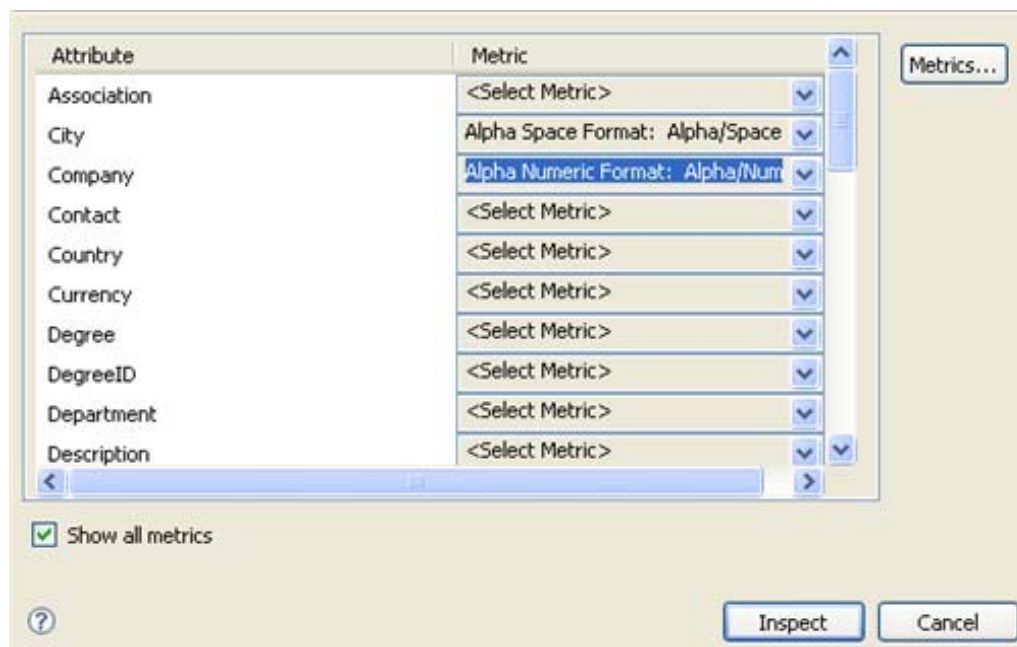 Attribute Metric
Metrics...
Association <Select Metric>
City Alpha Space Format: Alpha/Space
Company Alpha Numeric Format: Alpha/Num
Contact <Select Metric>
Country <Select Metric>
Currency <Select Metric>
Degree <Select Metric>
DegreeID <Select Metric>
Department <Select Metric>
Description <Select Metric>
Show all metrics
? Inspect Cancel